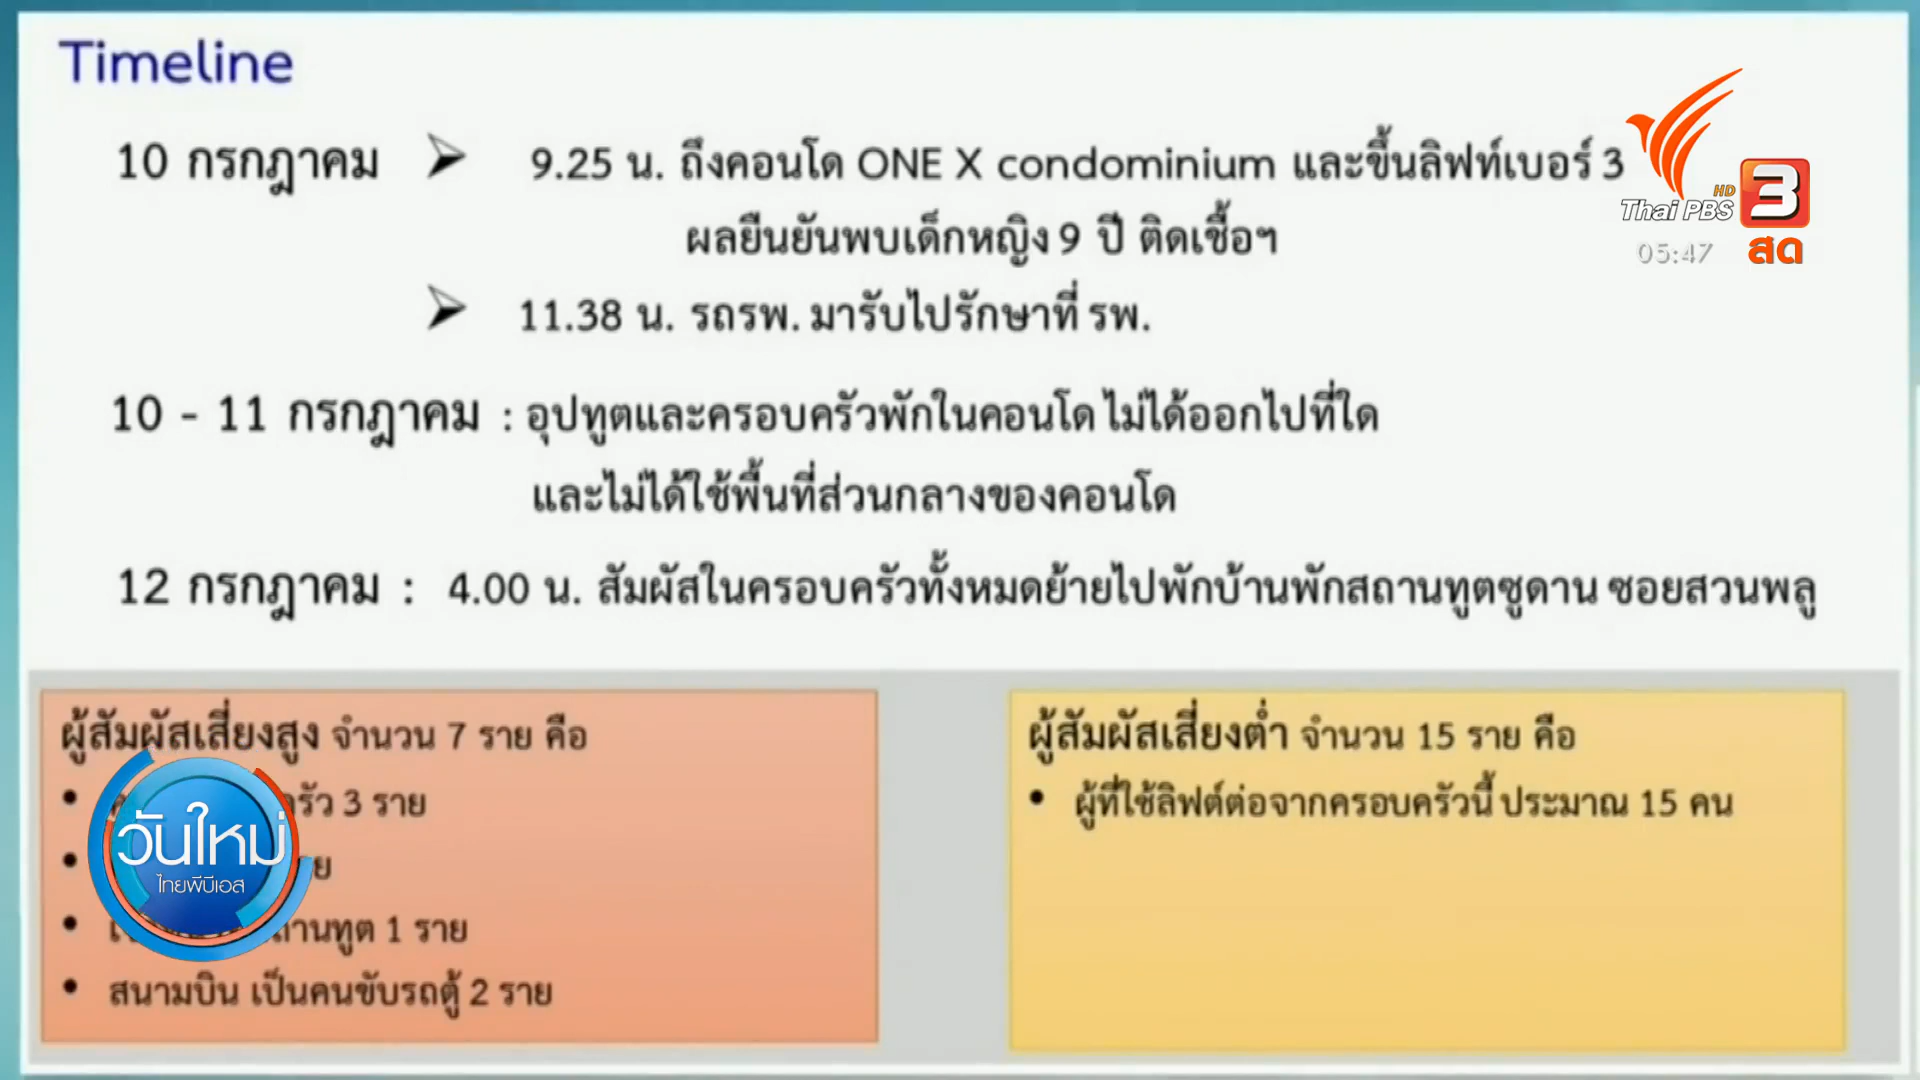 Timeline
10 กรกฎาคม ➢ 9.25 น. ถึงคอนโด ONE X condominium และขึ้นลิฟท์เบอร์ 3
ผลยืนยันพบเด็กหญิง 9 ปี ติดเชื้อฯ
➢ 11.38 น. รถรพ. มารับไปรักษาที่ รพ.
HD
Thai PBS 3
05:47 สด
10 - 11 กรกฎาคม : อุปทูตและครอบครัวพักในคอนโด ไม่ได้ออกไปที่ใด
และไม่ได้ใช้พื้นที่ส่วนกลางของคอนโด
12 กรกฎาคม : 4.00 น. สัมผัสในครอบครัวทั้งหมดย้ายไปพักบ้านพักสถานทูตซูดาน ซอยสวนพลู
ผู้สัมผัสเสี่ยงสูง จำนวน 7 ราย คือ
• 3 ราย
•
• 1 ราย
• สนามบิน เป็นคนขับรถตู้ 2 ราย
วันใหม่
ไทยพีบีเอส
ผู้สัมผัสเสี่ยงต่ำ จำนวน 15 ราย คือ
• ผู้ที่ใช้ลิฟต์ต่อจากครอบครัวนี้ ประมาณ 15 คน